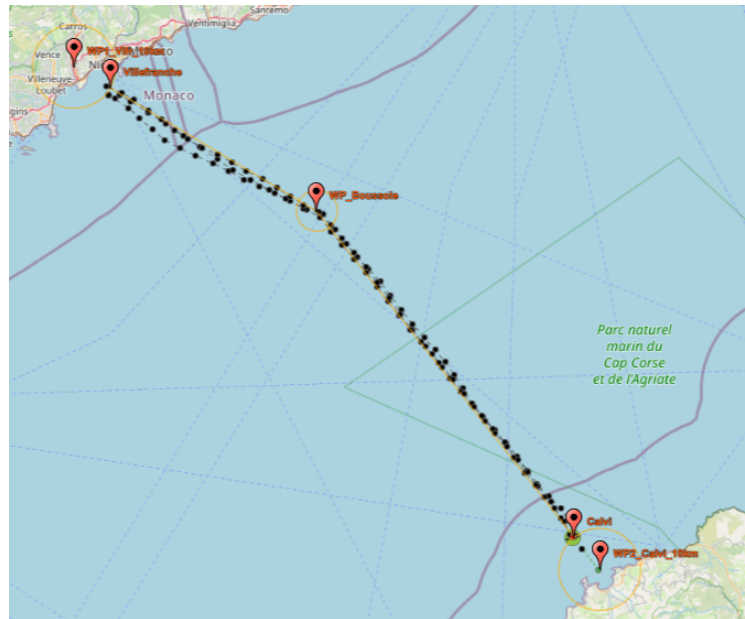 Sanremo
Carros
Ventimiglia
WP1_Vlfr_10km
Vence
Villefranche
Villeneuve-
Loubet
Monaco
WP_Boussole
Parc naturel
marin du
Cap Corse
et de l'Agriate
Calvi
WP2_Calvi_10km